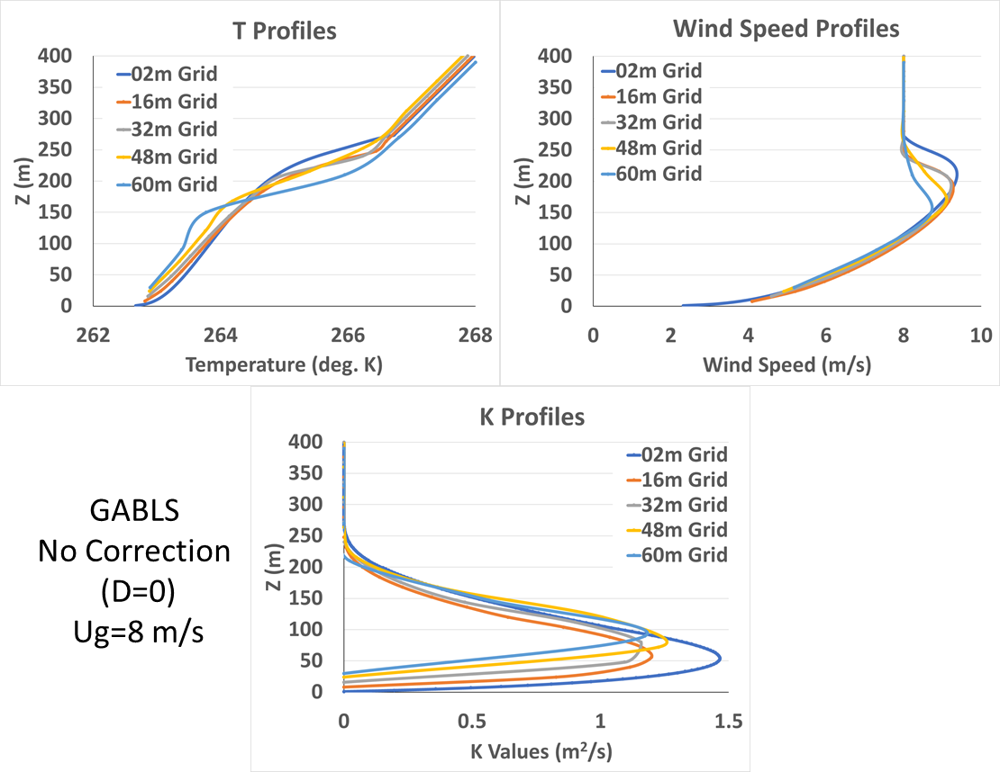 T Profiles
400
350
300
250
200
150
100
50
0
Z (m)
02m Grid
16m Grid
32m Grid
48m Grid
60m Grid
262
264
266
268
Temperature (deg. K)
Wind Speed Profiles
400
350
300
250
200
150
100
50
0
Z (m)
02m Grid
16m Grid
32m Grid
48m Grid
60m Grid
0
2
4
6
8
10
Wind Speed (m/s)
GABLS
No Correction
(D=0)
Ug=8 m/s
K Profiles
400
350
300
250
200
150
100
50
0
Z (m)
02m Grid
16m Grid
32m Grid
48m Grid
60m Grid
0
0.5
1
1.5
K Values (m²/s)